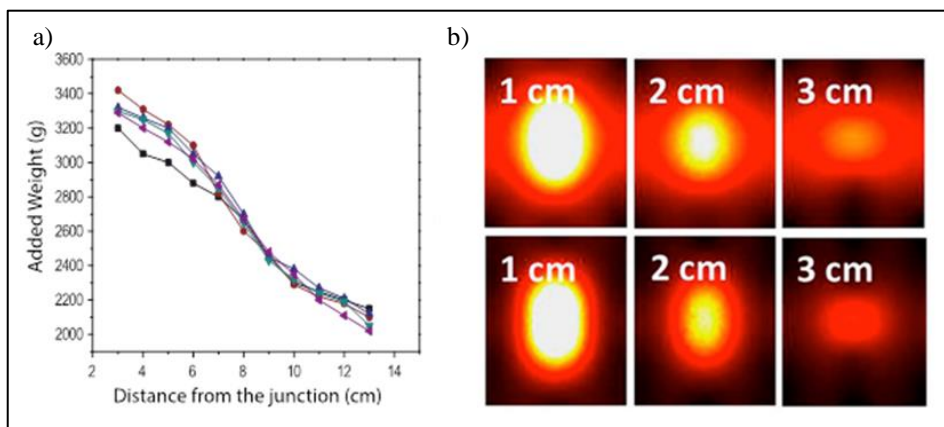 a)
3600
3400
3200
3000
2800
2600
2400
2200
2000
Added Weight (g)
2 4 6 8 10 12 14
Distance from the junction (cm)
b)
1 cm 2 cm 3 cm
1 cm 2 cm 3 cm